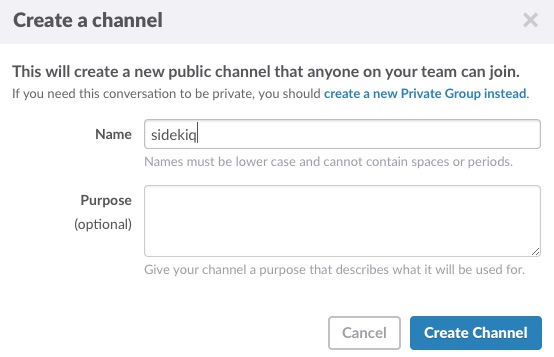 Create a channel
This will create a new public channel that anyone on your team can join.
If you need this conversation to be private, you should create a new Private Group instead.
Name
sidekiq
Names must be lower case and cannot contain spaces or periods.
Purpose
(optional)
Give your channel a purpose that describes what it will be used for.
Cancel
Create Channel